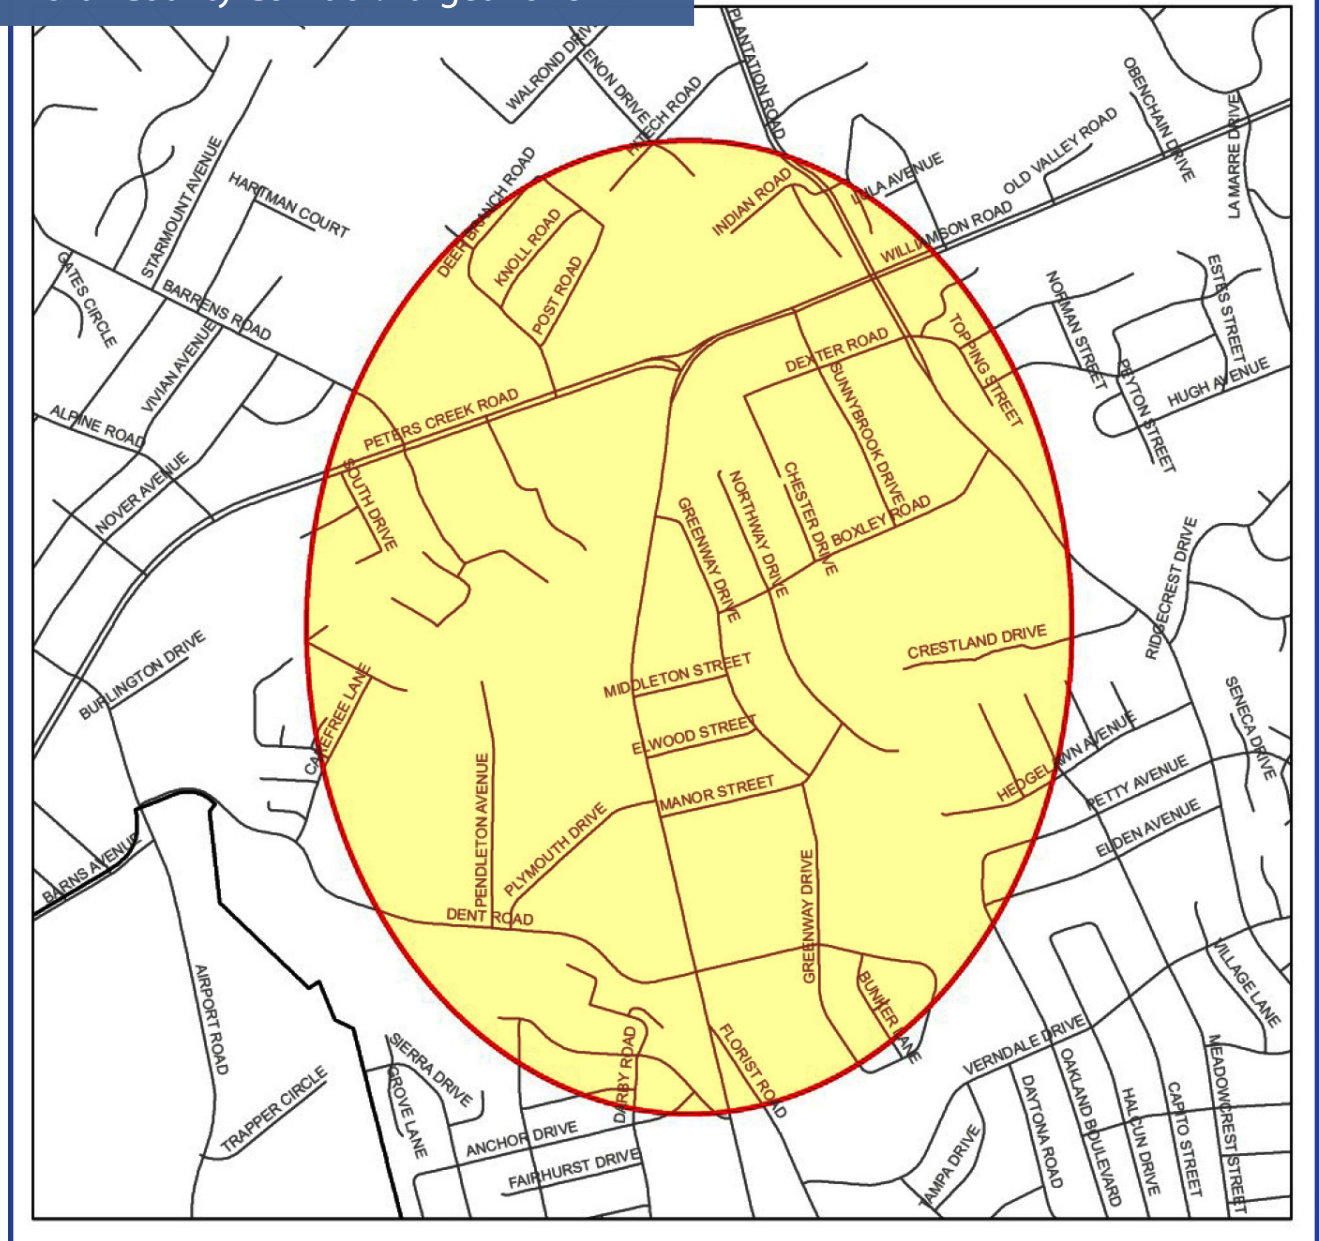 WALROND DRIVE
ENON DRIVE
HITECH ROAD
PLANTATION ROAD
OBENCHAIN DRIVE
LA MARRE DRIVE
OLD VALLEY ROAD
LULA AVENUE
INDIAN ROAD
WILLIAMSON ROAD
STARMOUNT AVENUE
HARTMAN COURT
DEER BRANCH ROAD
KNOLL ROAD
POST ROAD
GATES CIRCLE
BARRENS ROAD
VIVIAN AVENUE
ALPINE ROAD
NOVER AVENUE
PETERS CREEK ROAD
SOUTH DRIVE
DEXTER ROAD
SUNNYBROOK DRIVE
TOPPING STREET
NORMAN STREET
ESTES STREET
PEYTON STREET
HUGH AVENUE
GREENWAY DRIVE
NORTHWAY DRIVE
CHESTER DRIVE
BOXLEY ROAD
RIDGECREST DRIVE
CRESTLAND DRIVE
BURLINGTON DRIVE
CAREFREE LANE
MIDDLETON STREET
ELWOOD STREET
MANOR STREET
SENECA DRIVE
HEDGELAWN AVENUE
PETTY AVENUE
ELDEN AVENUE
PENDLETON AVENUE
PLYMOUTH DRIVE
DENT ROAD
GREENWAY DRIVE
BARNS AVENUE
AIRPORT ROAD
BUNKER LANE
VILLAGE LANE
SIERRA DRIVE
GROVE LANE
TRAPPER CIRCLE
DARBY ROAD
FLORIST ROAD
ANCHOR DRIVE
FAIRHURST DRIVE
VERNDALE DRIVE
TAMPA DRIVE
DAYTONA ROAD
OAKLAND BOULEVARD
HALCUN DRIVE
CAPITO STREET
MEADOWCREST STREET